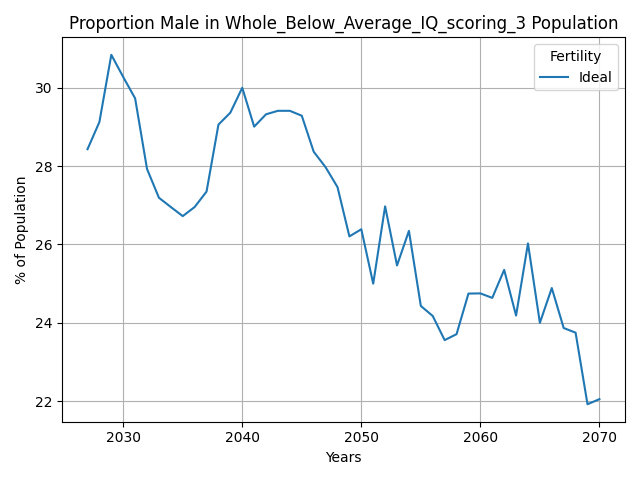 Proportion Male in Whole_Below_Average_IQ_scoring_3 Population
Fertility
Ideal
% of Population
30
28
26
24
22
2030 2040 2050 2060 2070
Years